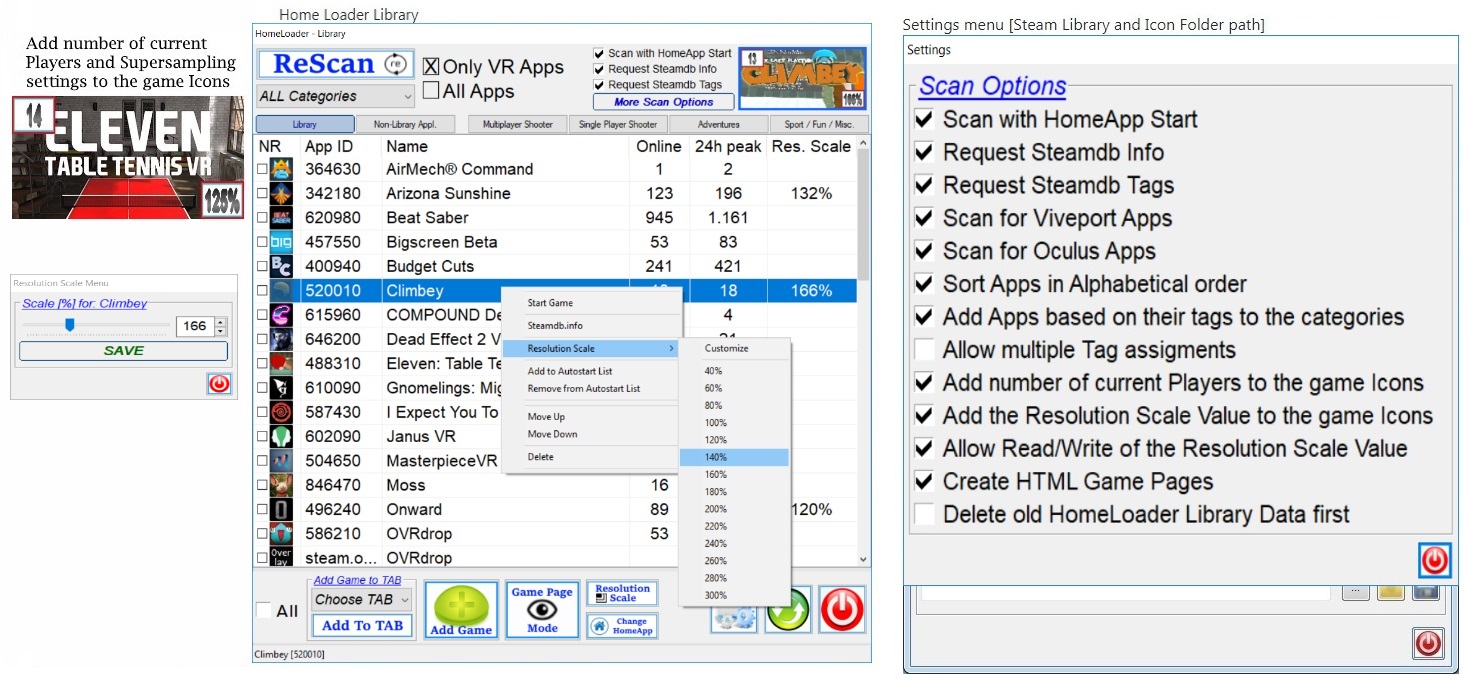 Home Loader Library
Settings menu [Steam Library and Icon Folder path]
Add number of current
Players and Supersampling
settings to the game Icons
14
ELEVEN
TABLE TENNIS VR
125%
Resolution Scale Menu
Scale [%] for: Climbey
166
SAVE
HomeLoader - Library
ReScan re
ALL Categories
X Only VR Apps
All Apps
Scan with HomeApp Start
Request Steamdb Info
Request Steamdb Tags
More Scan Options
13
CLIMBEY
166%
Library Non-Library Appl. Multiplayer Shooter Single Player Shooter Adventures Sport / Fun / Misc.
NR App ID Name Online 24h peak Res. Scale
364630 AirMech® Command 1 2
342180 Arizona Sunshine 123 196 132%
BEAT SABER 620980 Beat Saber 945 1.161
big 457550 Bigscreen Beta 53 83
BC 400940 Budget Cuts 241 421
520010 Climbey 18 166%
615960 COMPOUND De 4
646200 Dead Effect 2 V
488310 Eleven: Table Te
610090 Gnomelings: Mig
587430 I Expect You To
602090 Janus VR
504650 MasterpieceVR
846470 Moss 16
496240 Onward 89 120%
586210 OVRdrop 53
Over lay steam.o... OVRdrop
Start Game
Steamdb.info
Resolution Scale
Add to Autostart List
Remove from Autostart List
Move Up
Move Down
Delete
Customize
40%
60%
80%
100%
120%
140%
160%
180%
200%
220%
240%
260%
280%
300%
All
Add Game to TAB
Choose TAB
Add To TAB
Add Game
Game Page
Mode
Resolution
Scale
Change
HomeApp
Climbey [520010]
Settings
Scan Options
Scan with HomeApp Start
Request Steamdb Info
Request Steamdb Tags
Scan for Viveport Apps
Scan for Oculus Apps
Sort Apps in Alphabetical order
Add Apps based on their tags to the categories
Allow multiple Tag assigments
Add number of current Players to the game Icons
Add the Resolution Scale Value to the game Icons
Allow Read/Write of the Resolution Scale Value
Create HTML Game Pages
Delete old HomeLoader Library Data first
...